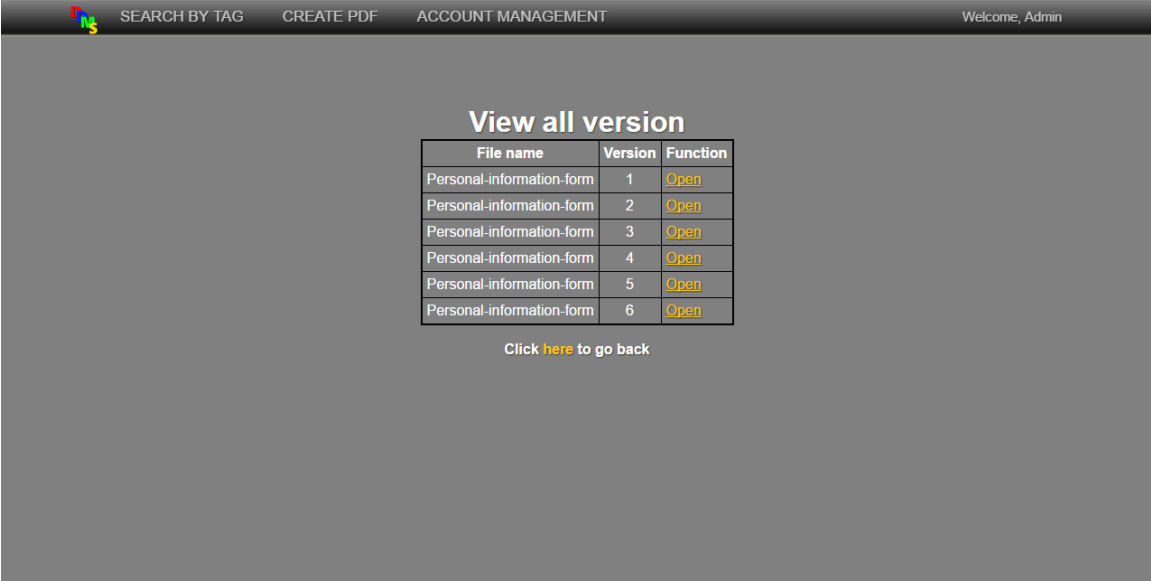 DMS SEARCH BY TAG CREATE PDF ACCOUNT MANAGEMENT Welcome, Admin
View all version
File name Version Function
Personal-information-form 1 Open
Personal-information-form 2 Open
Personal-information-form 3 Open
Personal-information-form 4 Open
Personal-information-form 5 Open
Personal-information-form 6 Open
Click here to go back